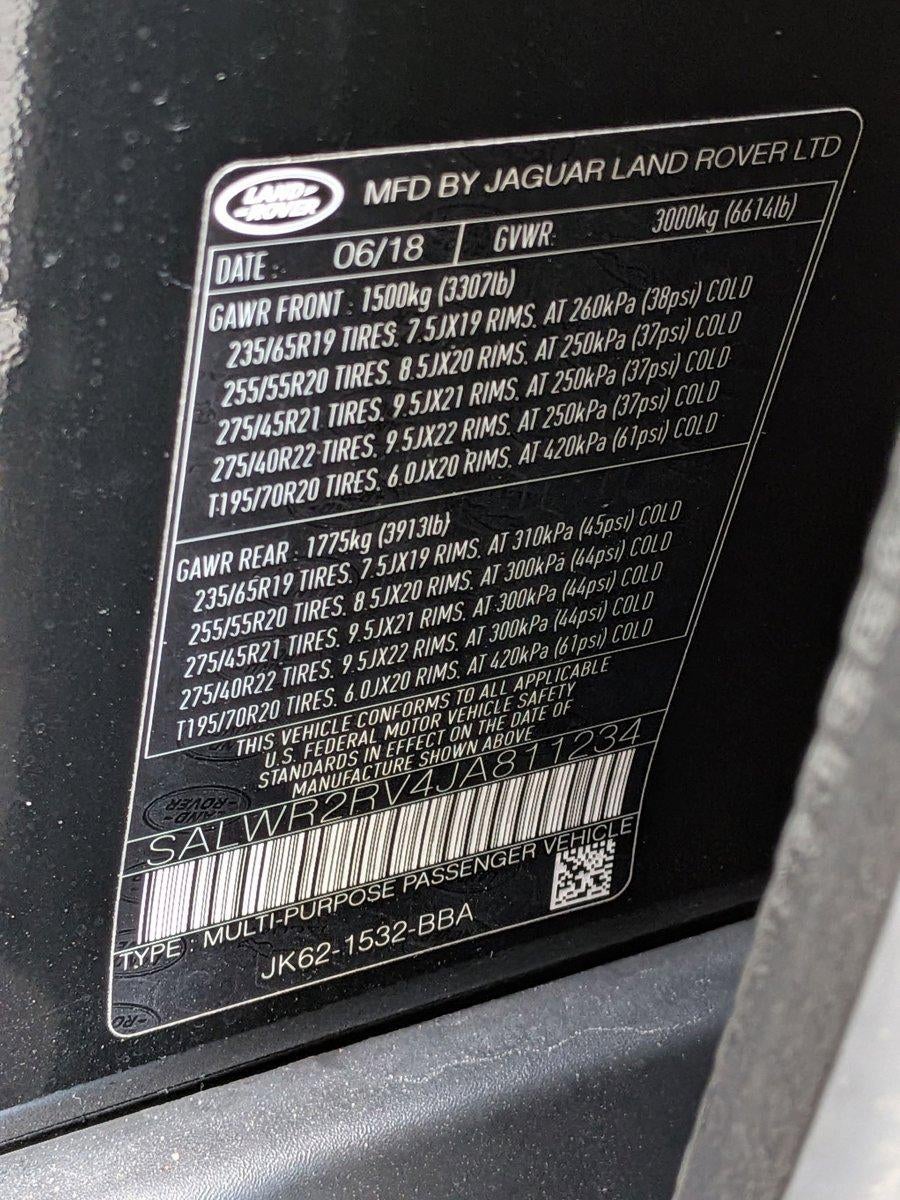 LAND-
-ROVER
MFD BY JAGUAR LAND ROVER LTD
DATE : 06/18 GVWR: 3000kg (6614lb)
GAWR FRONT : 1500kg (3307lb)
235/65R19 TIRES. 7.5JX19 RIMS. AT 260kPa (38psi) COLD
255/55R20 TIRES. 8.5JX20 RIMS. AT 250kPa (37psi) COLD
275/45R21 TIRES. 9.5JX21 RIMS. AT 250kPa (37psi) COLD
275/40R22 TIRES. 9.5JX22 RIMS. AT 250kPa (37psi) COLD
T195/70R20 TIRES. 6.0JX20 RIMS. AT 420kPa (61psi) COLD
GAWR REAR : 1775kg (3913lb)
235/65R19 TIRES. 7.5JX19 RIMS. AT 310kPa (45psi) COLD
255/55R20 TIRES. 8.5JX20 RIMS. AT 300kPa (44psi) COLD
275/45R21 TIRES. 9.5JX21 RIMS. AT 300kPa (44psi) COLD
275/40R22 TIRES. 9.5JX22 RIMS. AT 300kPa (44psi) COLD
T195/70R20 TIRES. 6.0JX20 RIMS. AT 420kPa (61psi) COLD
THIS VEHICLE CONFORMS TO ALL APPLICABLE
U.S. FEDERAL MOTOR VEHICLE SAFETY
STANDARDS IN EFFECT ON THE DATE OF
MANUFACTURE SHOWN ABOVE
LAND-
-ROVER
SALWR2RV4JA811234
TYPE : MULTI-PURPOSE PASSENGER VEHICLE
JK62-1532-BBA